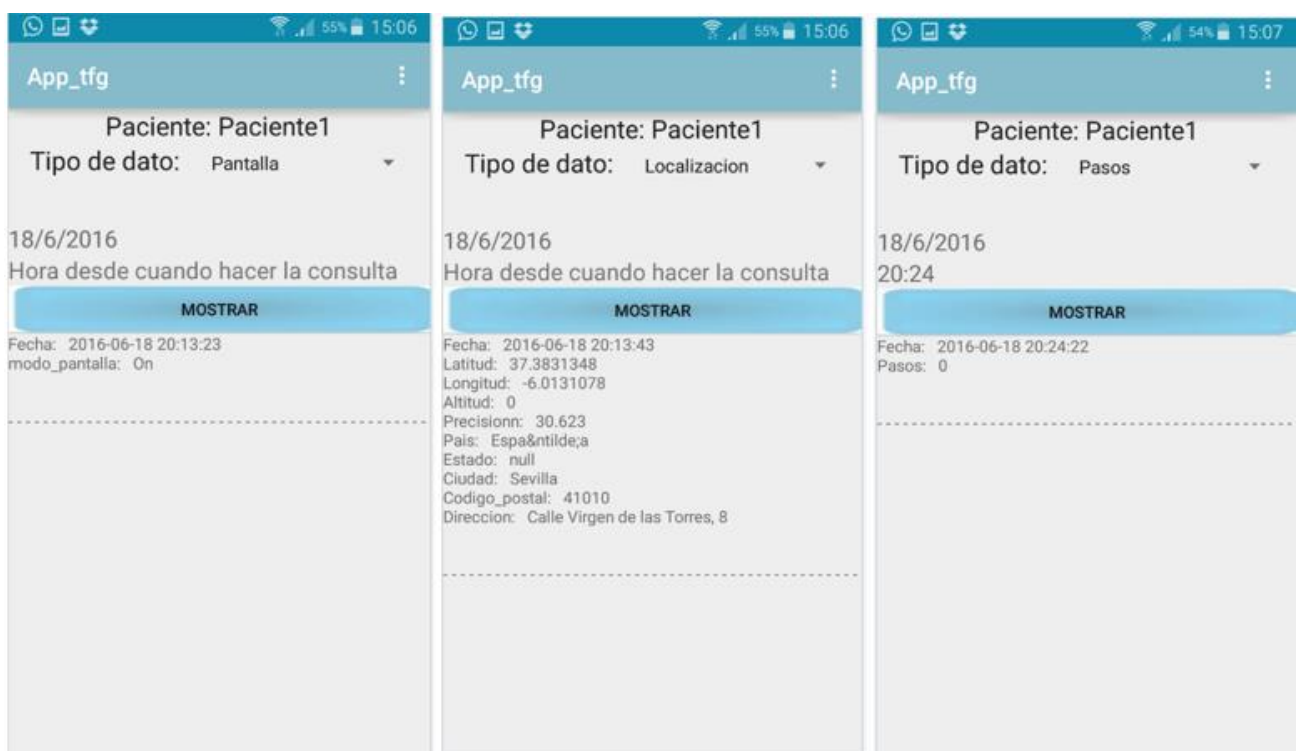 55% 15:06
App_tfg
Paciente: Paciente1
Tipo de dato: Pantalla
18/6/2016
Hora desde cuando hacer la consulta
MOSTRAR
Fecha: 2016-06-18 20:13:23
modo_pantalla: On
55% 15:06
App_tfg
Paciente: Paciente1
Tipo de dato: Localizacion
18/6/2016
Hora desde cuando hacer la consulta
MOSTRAR
Fecha: 2016-06-18 20:13:43
Latitud: 37.3831348
Longitud: -6.0131078
Altitud: 0
Precisionn: 30.623
Pais: Espa&ntilde;a
Estado: null
Ciudad: Sevilla
Codigo_postal: 41010
Direccion: Calle Virgen de las Torres, 8
54% 15:07
App_tfg
Paciente: Paciente1
Tipo de dato: Pasos
18/6/2016
20:24
MOSTRAR
Fecha: 2016-06-18 20:24:22
Pasos: 0